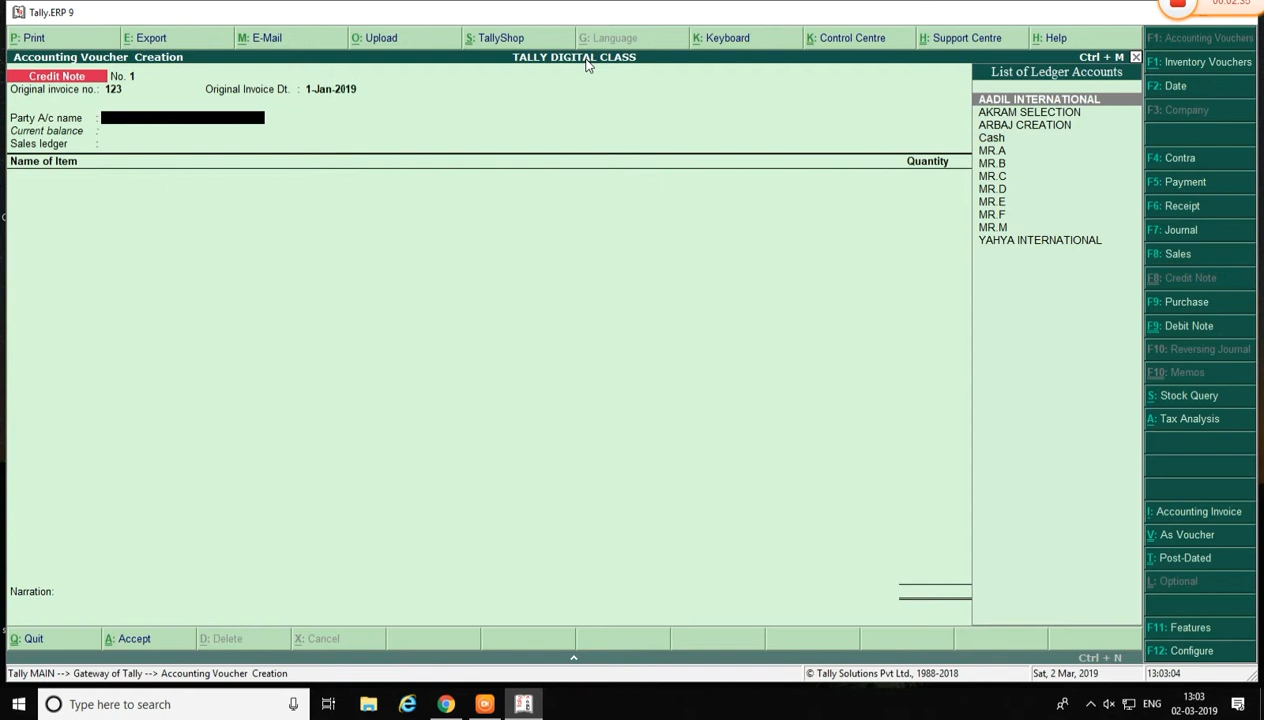 Tally.ERP 9
00:02:35
P: Print
E: Export
M: E-Mail
O: Upload
S: TallyShop
G: Language
K: Keyboard
K: Control Centre
H: Support Centre
H: Help
Accounting Voucher Creation
TALLY DIGITAL CLASS
Ctrl + M
Credit Note No. 1
Original invoice no.: 123
Original Invoice Dt. : 1-Jan-2019
Party A/c name :
Current balance :
Sales ledger :
Name of Item
Quantity
List of Ledger Accounts
AADIL INTERNATIONAL
AKRAM SELECTION
ARBAJ CREATION
Cash
MR.A
MR.B
MR.C
MR.D
MR.E
MR.F
MR.M
YAHYA INTERNATIONAL
F1: Accounting Vouchers
F1: Inventory Vouchers
F2: Date
F3: Company
F4: Contra
F5: Payment
F6: Receipt
F7: Journal
F8: Sales
F8: Credit Note
F9: Purchase
F9: Debit Note
F10: Reversing Journal
F10: Memos
S: Stock Query
A: Tax Analysis
I: Accounting Invoice
V: As Voucher
T: Post-Dated
L: Optional
F11: Features
F12: Configure
Narration:
Q: Quit
A: Accept
D: Delete
X: Cancel
Ctrl + N
Tally MAIN --> Gateway of Tally --> Accounting Voucher Creation
© Tally Solutions Pvt Ltd., 1988-2018
Sat, 2 Mar, 2019
13:03:04
Type here to search
ENG
13:03
02-03-2019